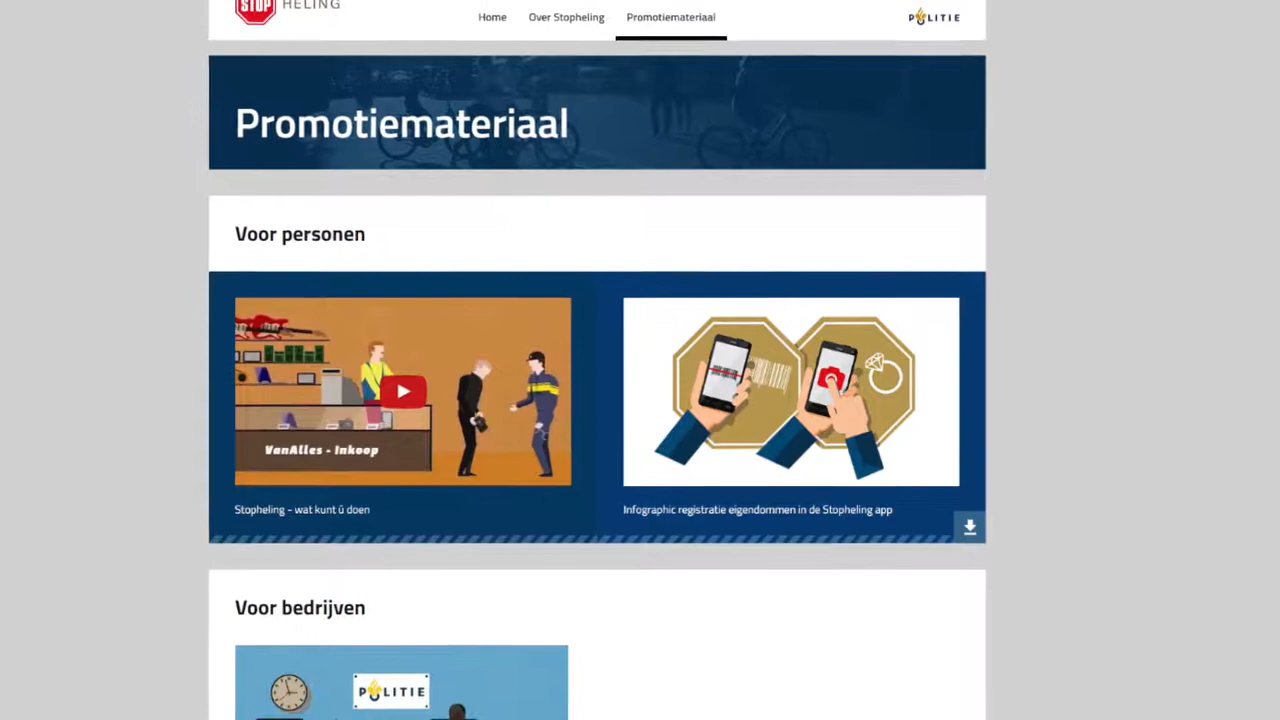 STOP HELING
Home Over Stopheling Promotiemateriaal
POLITIE
Promotiemateriaal
Voor personen
VanAlles - Inkoop
Stopheling - wat kunt ú doen
Infographic registratie eigendommen in de Stopheling app
Voor bedrijven
POLITIE